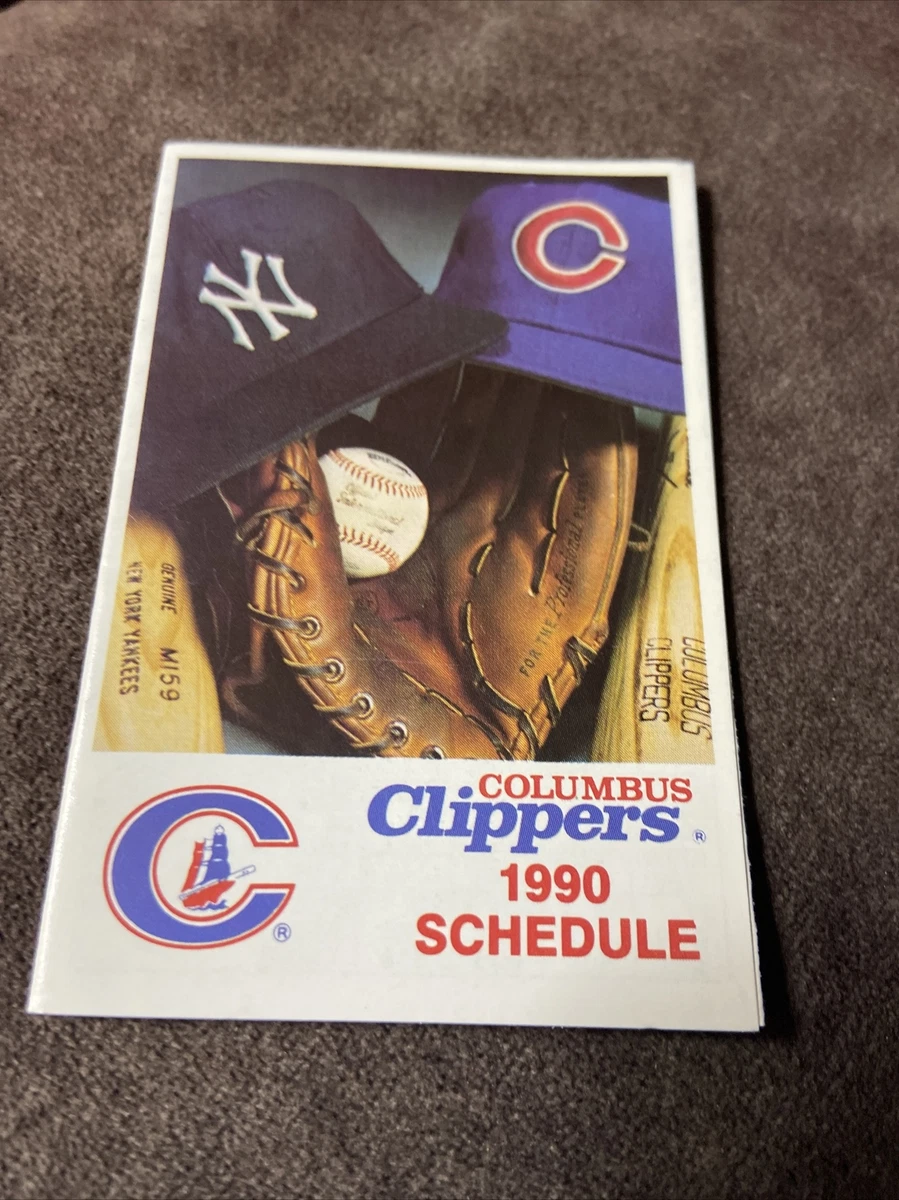 NY
C
GENUINE M159
NEW YORK YANKEES
FOR THE Professional PLAYER
COLUMBUS
CLIPPERS
COLUMBUS
Clippers ®
1990
SCHEDULE
C ®